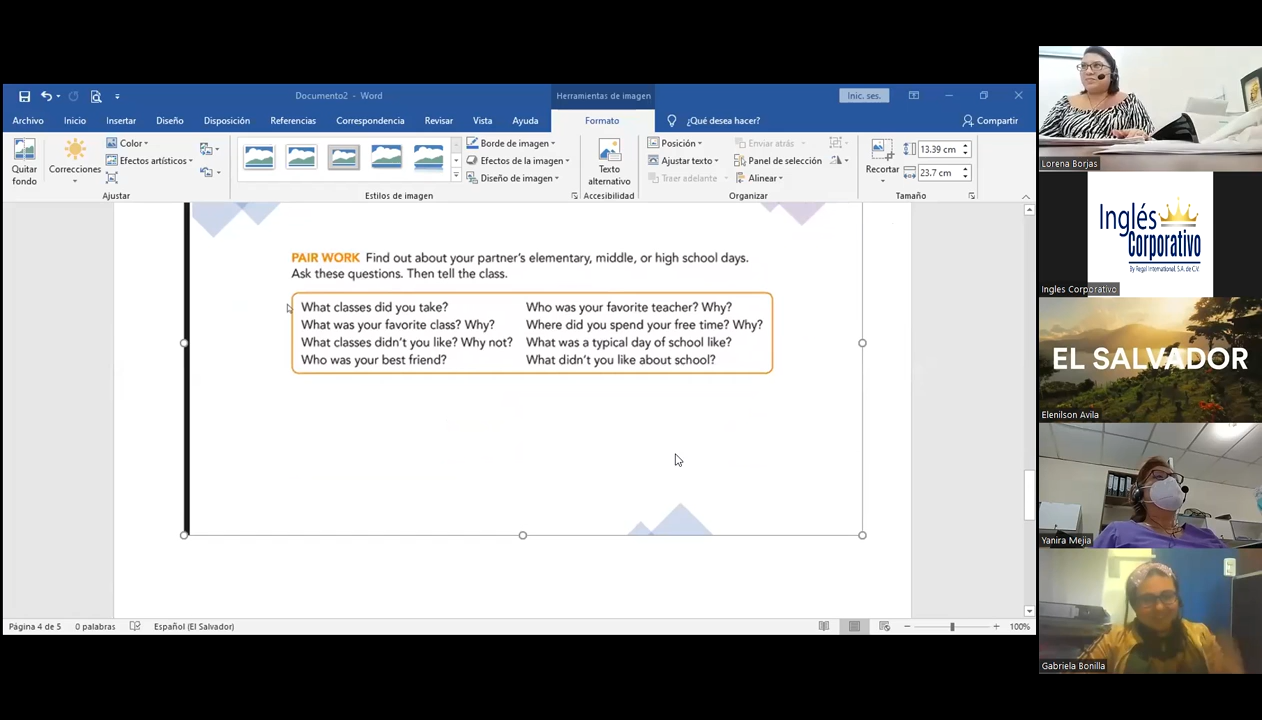 Documento2 - Word
Herramientas de imagen
Inic. ses.
Archivo
Inicio
Insertar
Diseño
Disposición
Referencias
Correspondencia
Revisar
Vista
Ayuda
Formato
¿Qué desea hacer?
Compartir
Quitar fondo
Correcciones
Color
Efectos artísticos
Ajustar
Estilos de imagen
Borde de imagen
Efectos de la imagen
Diseño de imagen
Texto alternativo
Accesibilidad
Posición
Ajustar texto
Traer adelante
Enviar atrás
Panel de selección
Alinear
Organizar
Recortar
13.39 cm
23.7 cm
Tamaño
PAIR WORK Find out about your partner's elementary, middle, or high school days.
Ask these questions. Then tell the class.
What classes did you take?
What was your favorite class? Why?
What classes didn't you like? Why not?
Who was your best friend?
Who was your favorite teacher? Why?
Where did you spend your free time? Why?
What was a typical day of school like?
What didn't you like about school?
Página 4 de 5
0 palabras
Español (El Salvador)
100%
Lorena Borjas
Inglés
Corporativo
By Regal International, S.A. de C.V.
Ingles Corporativo
EL SALVADOR
Elenilson Avila
Yanira Mejia
Gabriela Bonilla